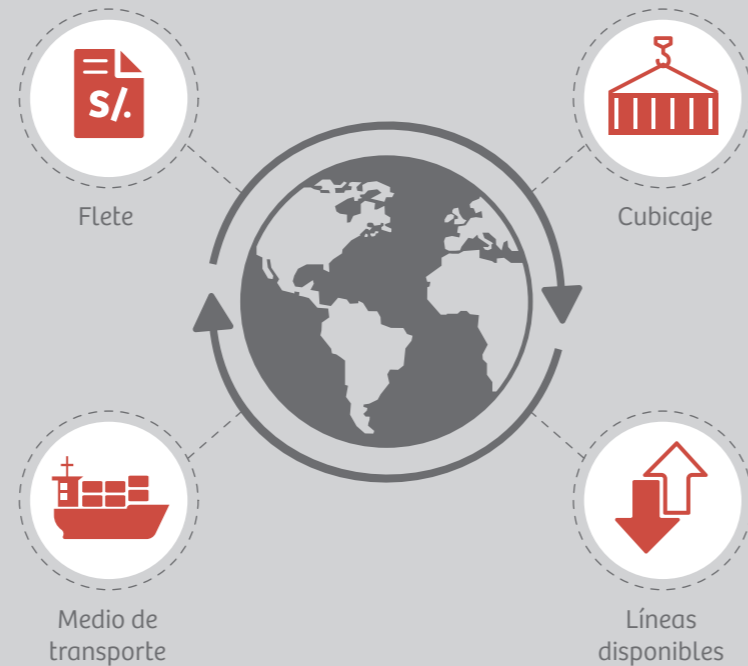 S/.
Flete
Cubicaje
Medio de
transporte
Líneas
disponibles